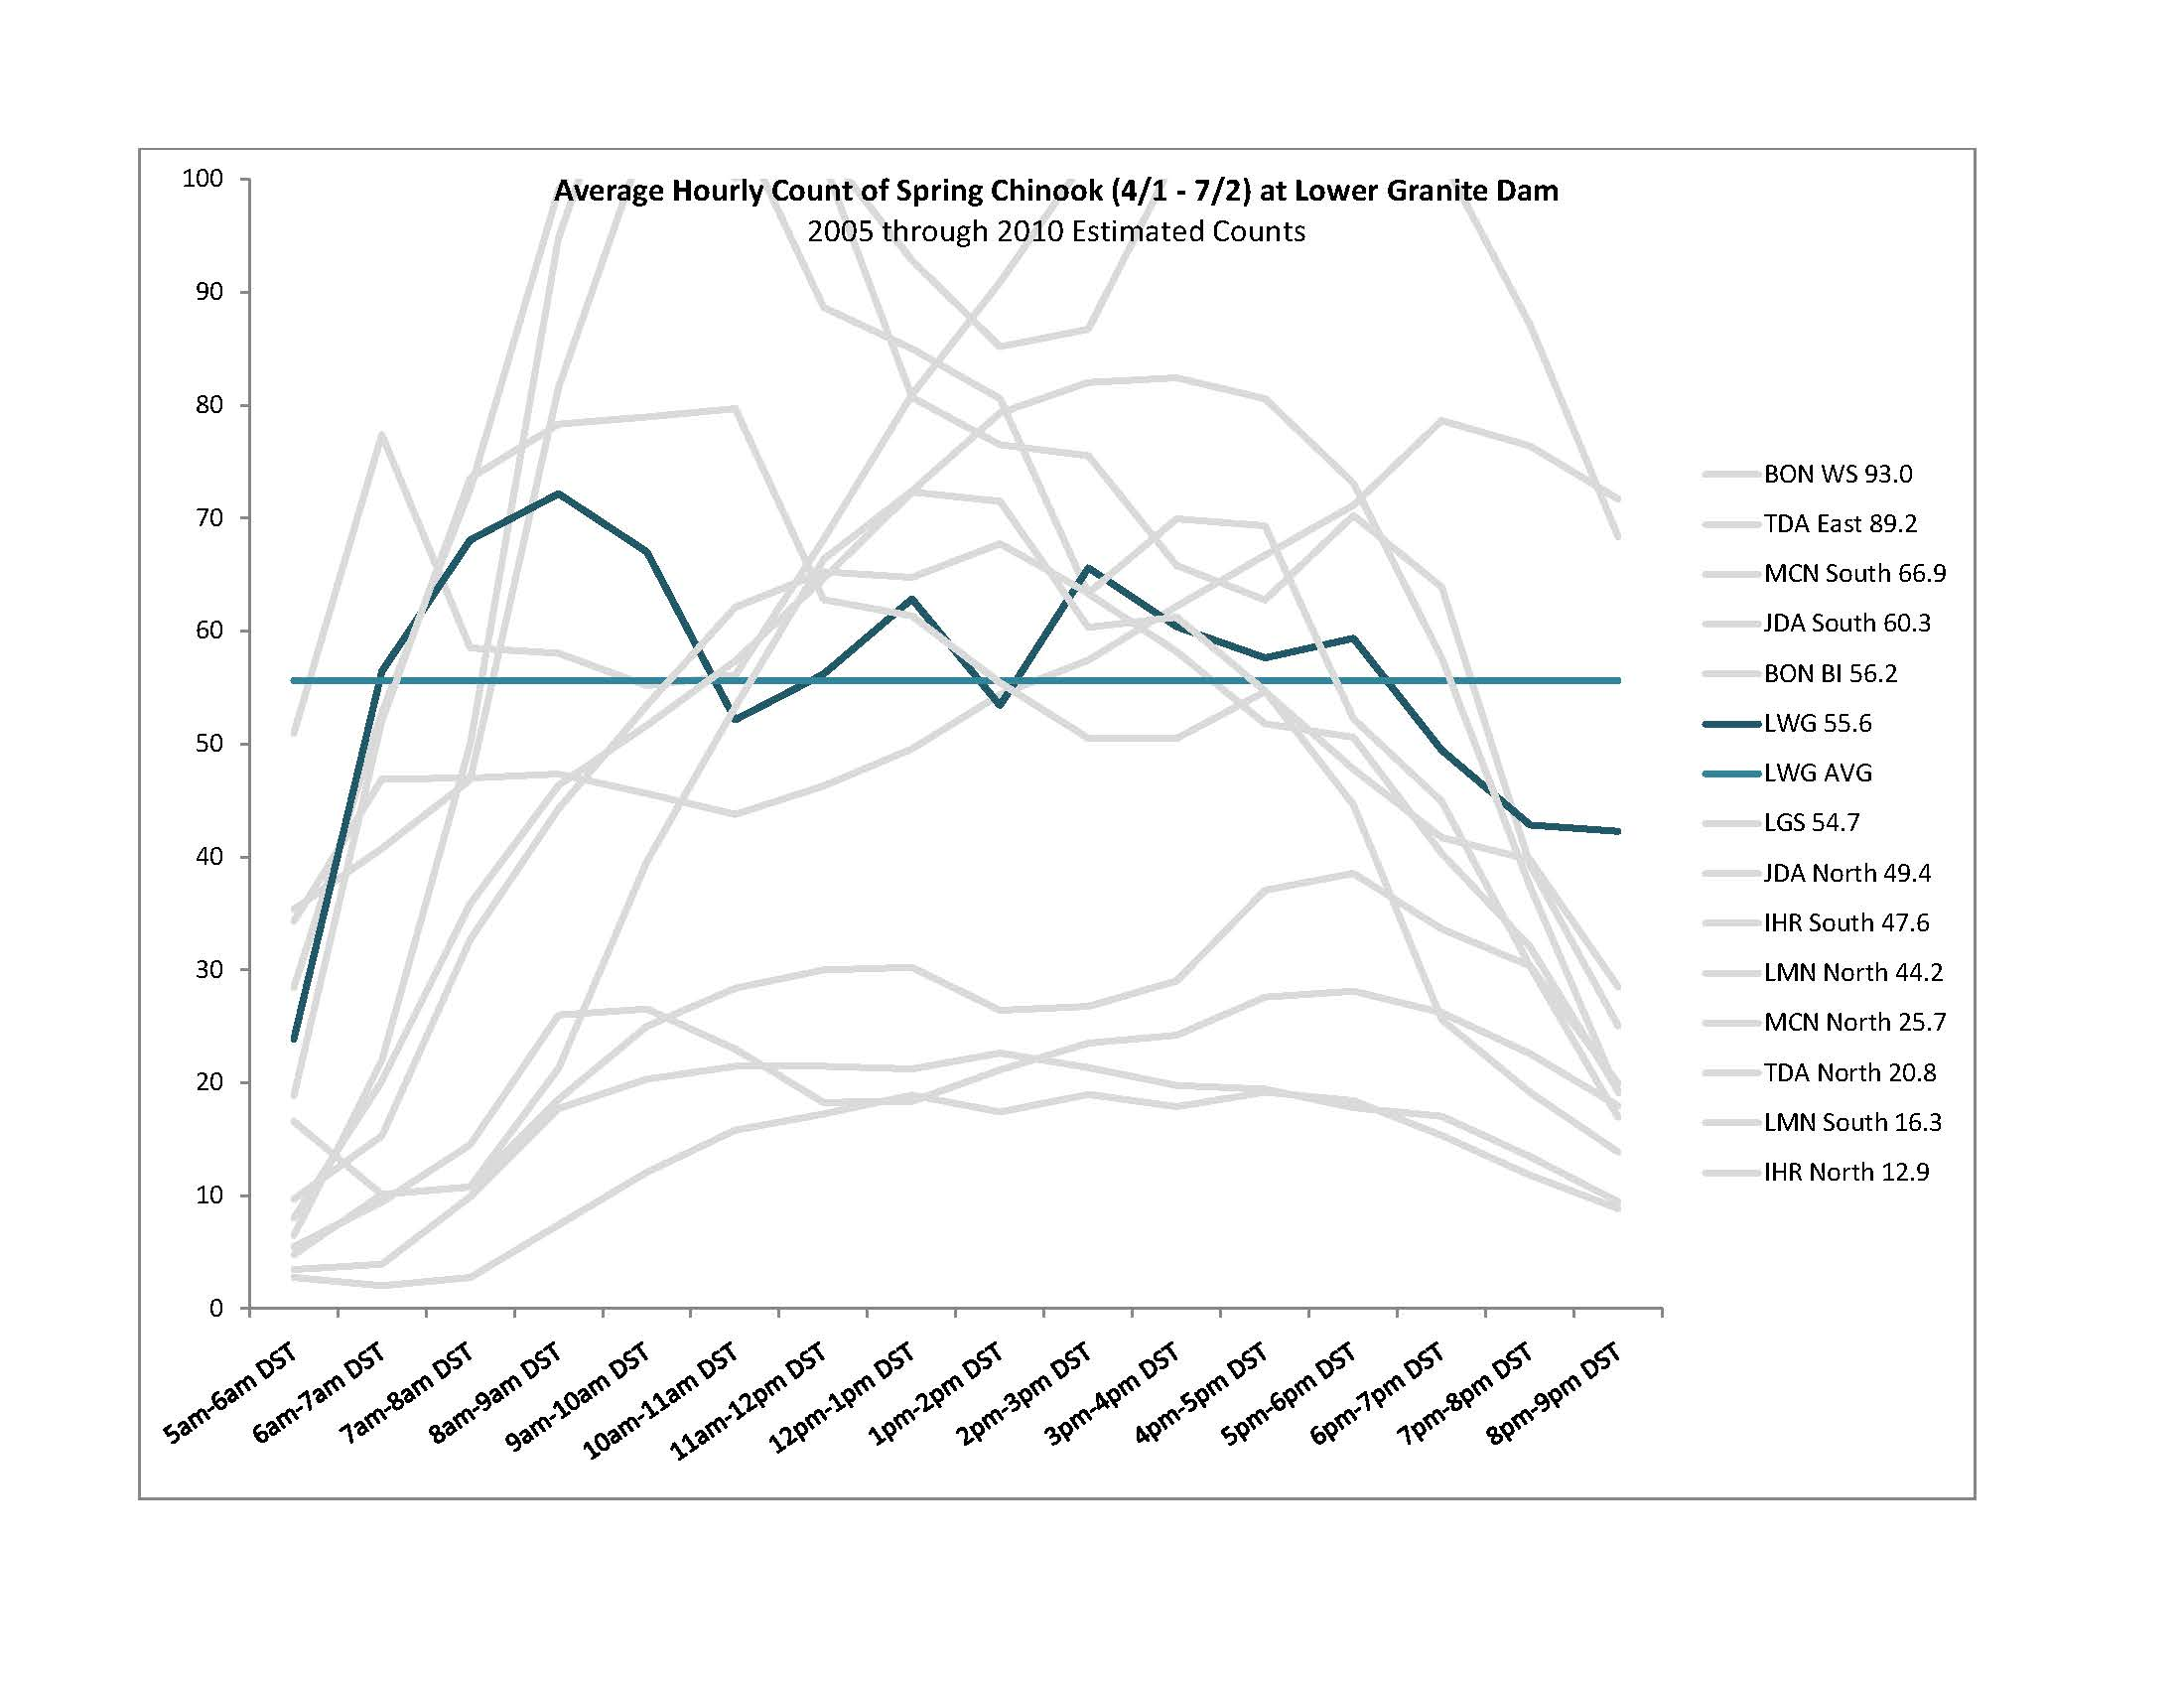 Average Hourly Count of Spring Chinook (4/1 - 7/2) at Lower Granite Dam
2005 through 2010 Estimated Counts
100
90
80
70
60
50
40
30
20
10
0
5am-6am DST
6am-7am DST
7am-8am DST
8am-9am DST
9am-10am DST
10am-11am DST
11am-12pm DST
12pm-1pm DST
1pm-2pm DST
2pm-3pm DST
3pm-4pm DST
4pm-5pm DST
5pm-6pm DST
6pm-7pm DST
7pm-8pm DST
8pm-9pm DST
BON WS 93.0
TDA East 89.2
MCN South 66.9
JDA South 60.3
BON BI 56.2
LWG 55.6
LWG AVG
LGS 54.7
JDA North 49.4
IHR South 47.6
LMN North 44.2
MCN North 25.7
TDA North 20.8
LMN South 16.3
IHR North 12.9